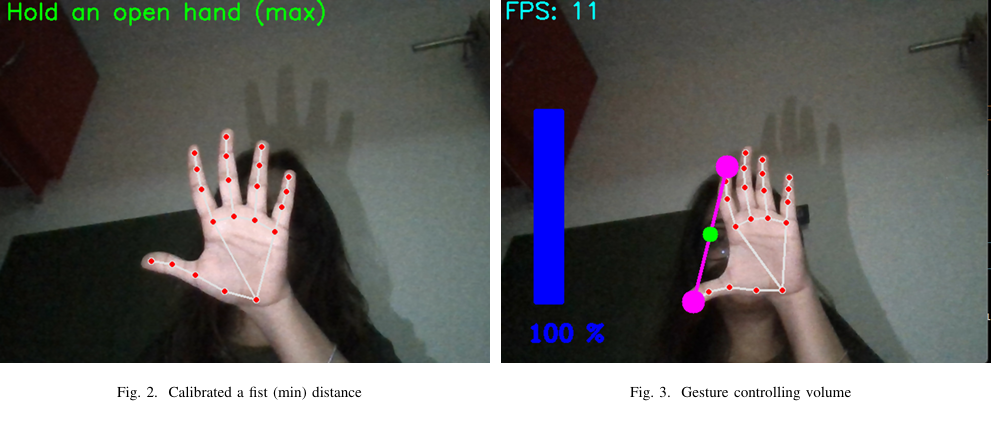 Hold an open hand (max)
FPS: 11
100 %
Fig. 2. Calibrated a fist (min) distance
Fig. 3. Gesture controlling volume